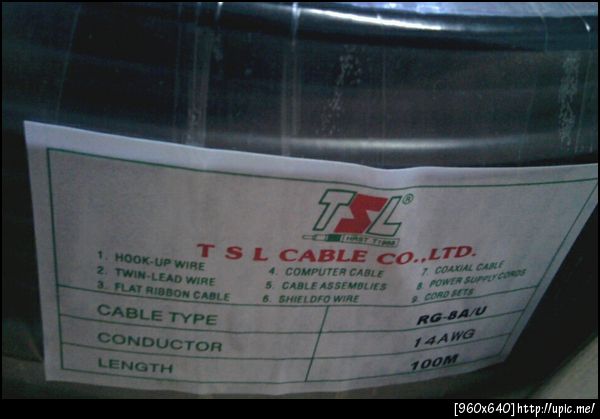 TSL®
T S L CABLE CO.,LTD.
1. HOOK-UP WIRE
2. TWIN-LEAD WIRE
3. FLAT RIBBON CABLE
4. COMPUTER CABLE
5. CABLE ASSEMBLIES
6. SHIELDFO WIRE
7. COAXIAL CABLE
8. POWER SUPPLY CORDS
9. CORD SETS
CABLE TYPE RG-8A/U
CONDUCTOR 14AWG
LENGTH 100M
[960x640]http://upic.me/